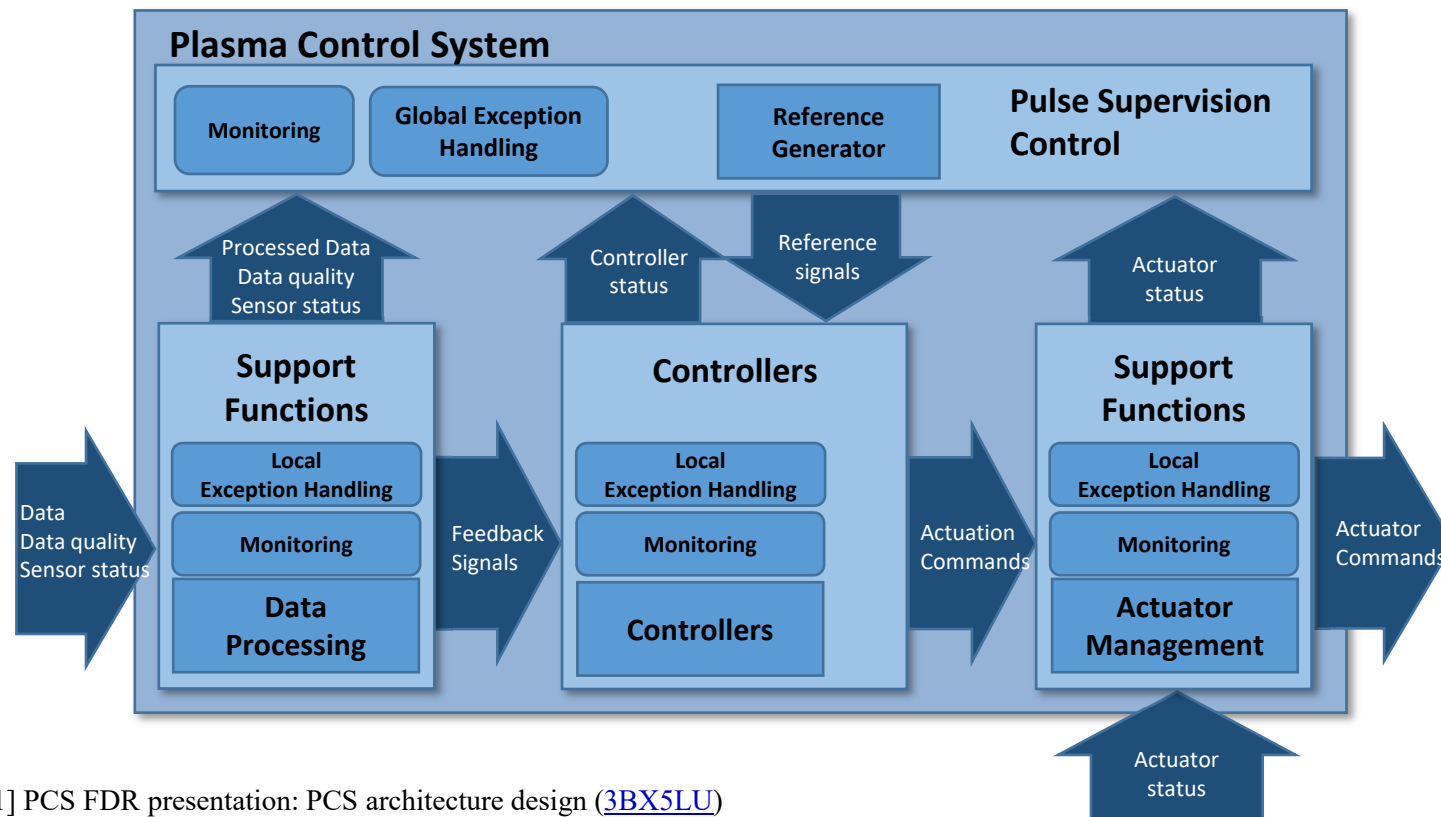 Plasma Control System
Monitoring
Global Exception
Handling
Reference
Generator
Pulse Supervision
Control
Processed Data
Data quality
Sensor status
Controller
status
Reference
signals
Actuator
status
Support
Functions
Local
Exception Handling
Monitoring
Data
Processing
Controllers
Local
Exception Handling
Monitoring
Controllers
Support
Functions
Local
Exception Handling
Monitoring
Actuator
Management
Data
Data quality
Sensor status
Feedback
Signals
Actuation
Commands
Actuator
Commands
Actuator
status
1] PCS FDR presentation: PCS architecture design (3BX5LU)